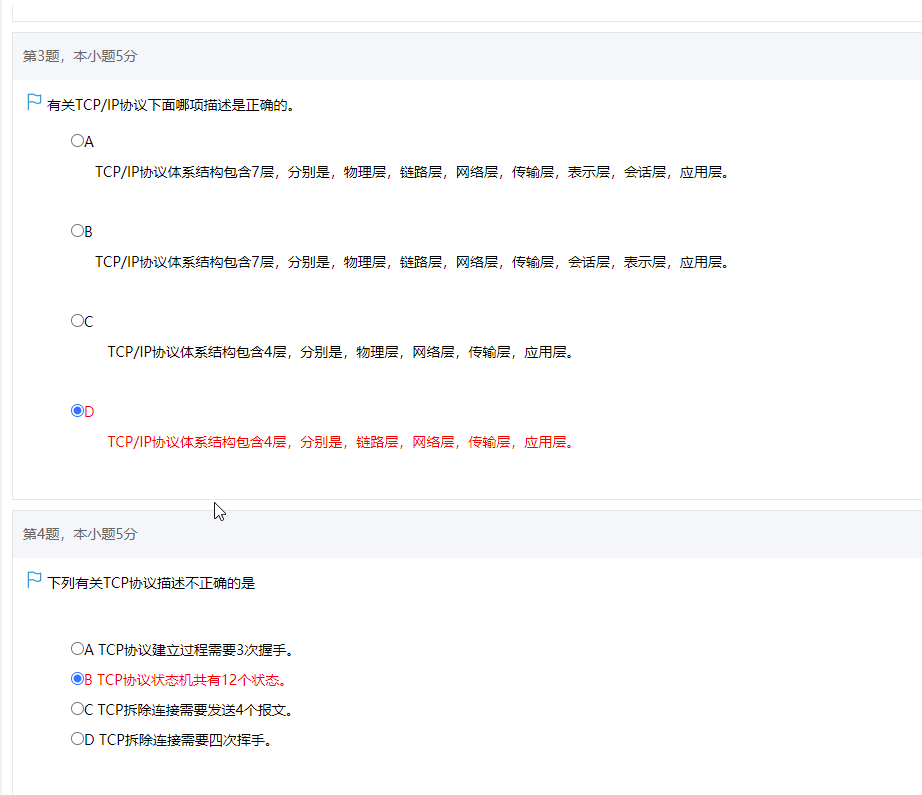 第3题，本小题5分
有关TCP/IP协议下面哪项描述是正确的。
A
TCP/IP协议体系结构包含7层，分别是，物理层，链路层，网络层，传输层，表示层，会话层，应用层。
B
TCP/IP协议体系结构包含7层，分别是，物理层，链路层，网络层，传输层，会话层，表示层，应用层。
C
TCP/IP协议体系结构包含4层，分别是，物理层，网络层，传输层，应用层。
D
TCP/IP协议体系结构包含4层，分别是，链路层，网络层，传输层，应用层。
第4题，本小题5分
下列有关TCP协议描述不正确的是
A TCP协议建立过程需要3次握手。
B TCP协议状态机共有12个状态。
C TCP拆除连接需要发送4个报文。
D TCP拆除连接需要四次挥手。